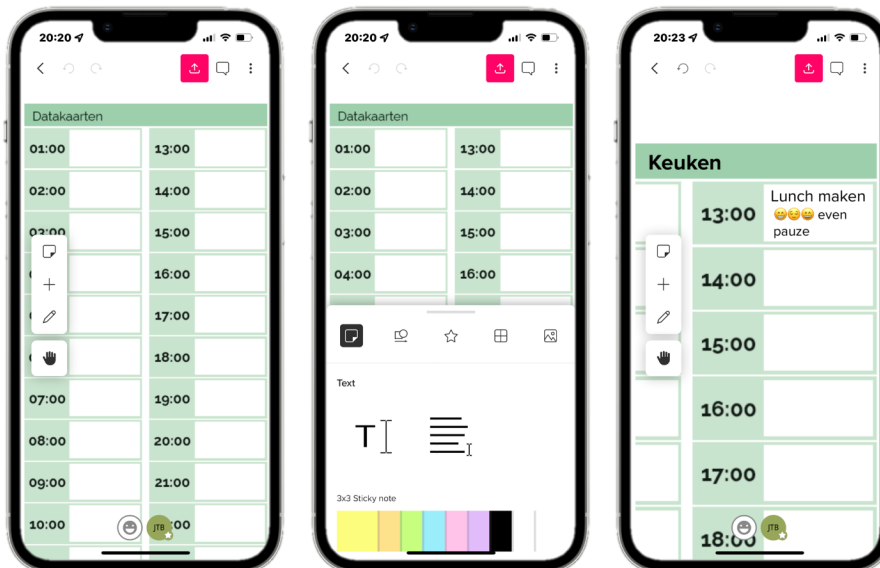 20:20
Datakaarten
01:00 13:00
02:00 14:00
03:00 15:00
16:00
17:00
18:00
07:00 19:00
08:00 20:00
09:00 21:00
10:00 JTB :00
20:20
Datakaarten
01:00 13:00
02:00 14:00
03:00 15:00
04:00 16:00
Text
T
3x3 Sticky note
20:23
Keuken
13:00 Lunch maken
😀😌😀 even
pauze
14:00
15:00
16:00
17:00
18:00 JTB